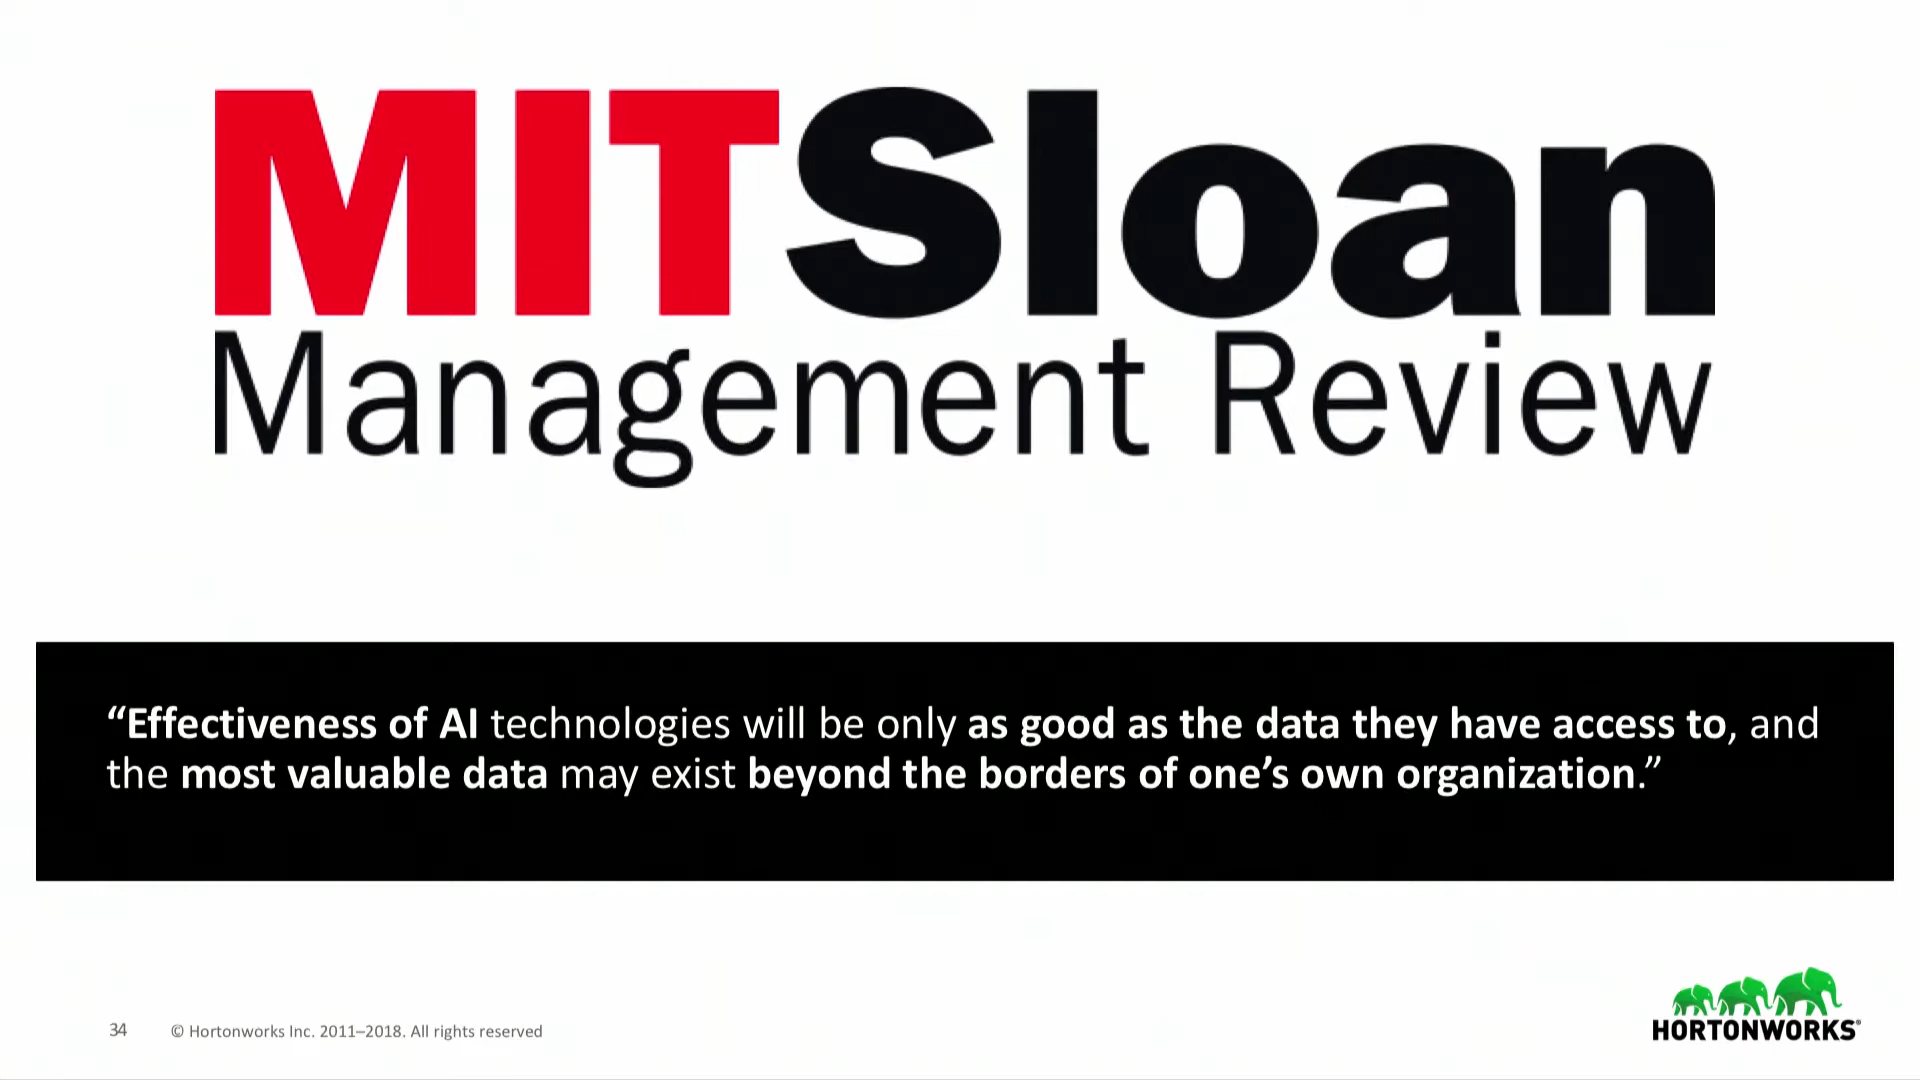 MITSloan
Management Review
“Effectiveness of AI technologies will be only as good as the data they have access to, and
the most valuable data may exist beyond the borders of one’s own organization.”
34 © Hortonworks Inc. 2011–2018. All rights reserved
HORTONWORKS®